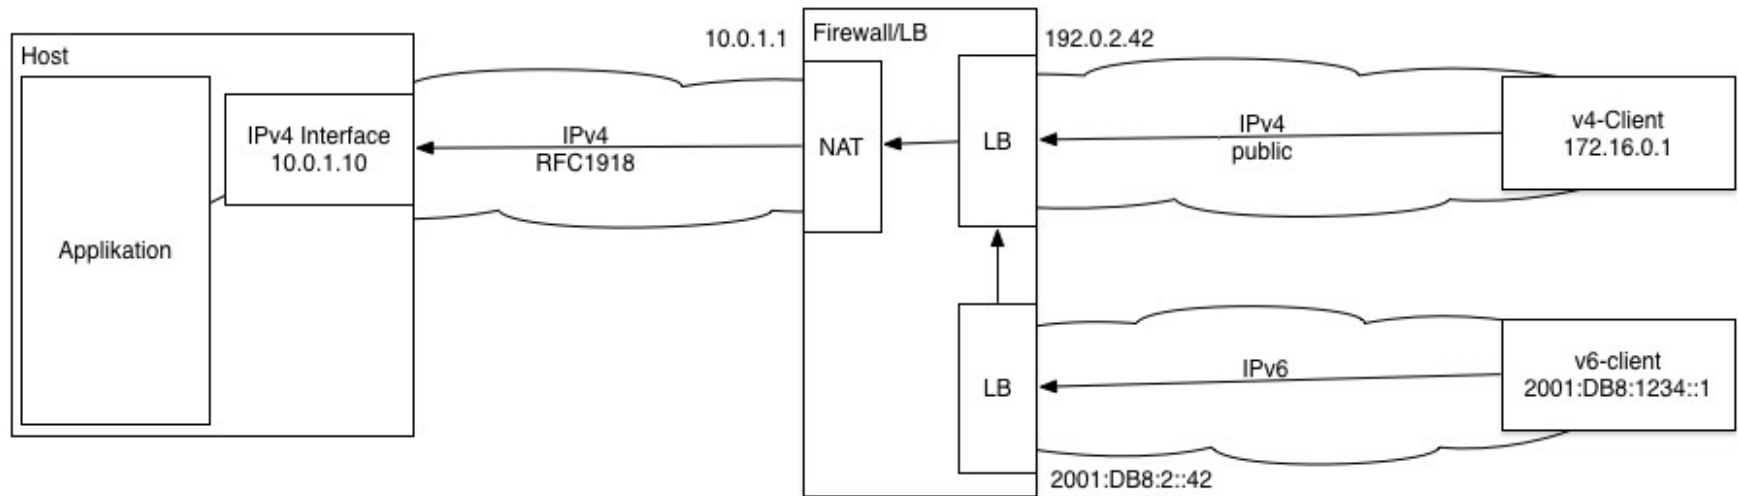 Host
Applikation
IPv4 Interface
10.0.1.10
IPv4
RFC1918
10.0.1.1
Firewall/LB
NAT
LB
LB
192.0.2.42
IPv4
public
v4-Client
172.16.0.1
IPv6
v6-client
2001:DB8:1234::1
2001:DB8:2::42